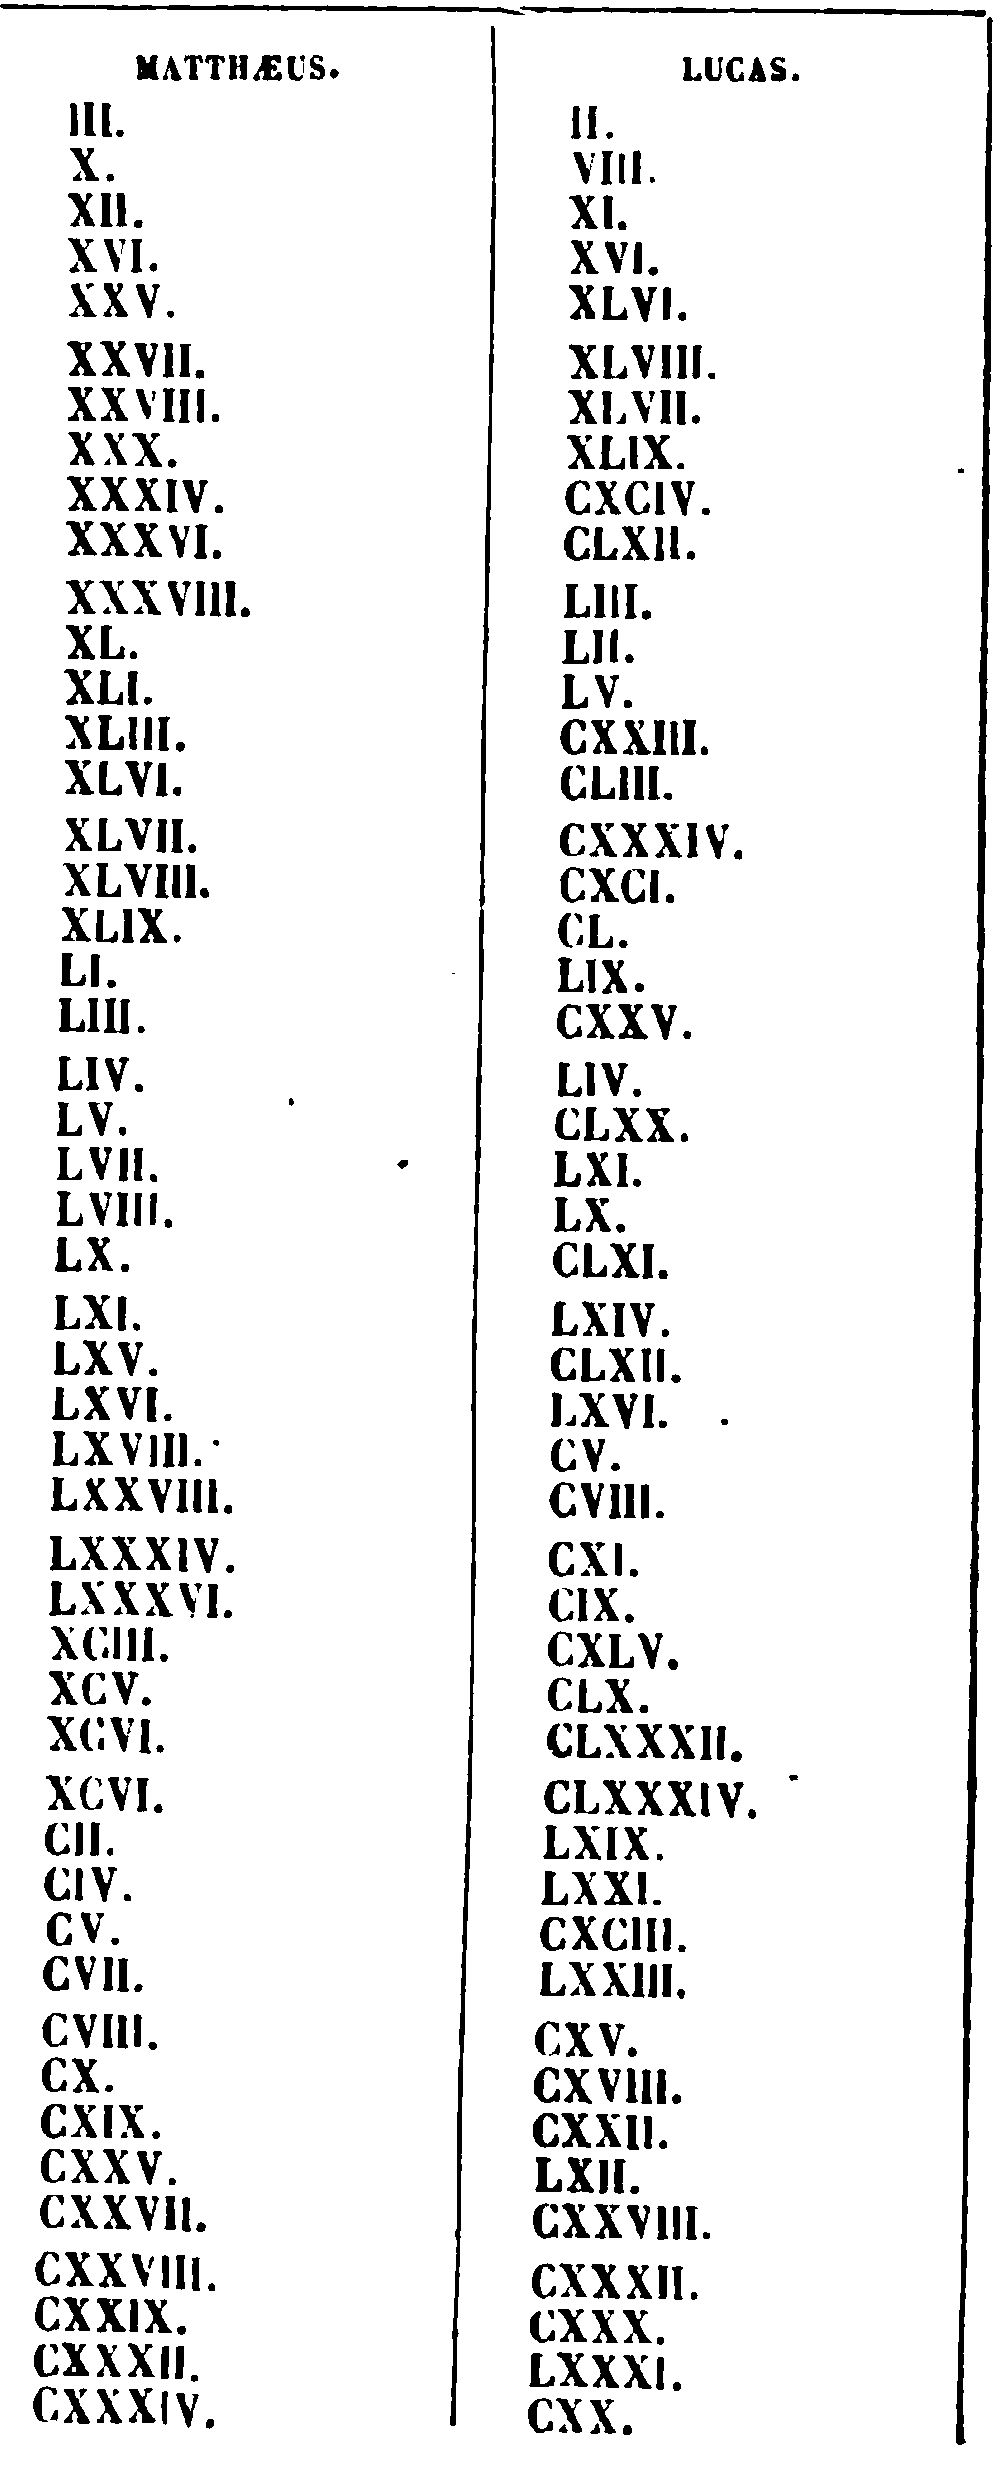 MATTHÆUS. LUCAS.
III. II.
X. VIII.
XII. XI.
XVI. XVI.
XXV. XLVI.
XXVII. XLVIII.
XXVIII. XLVII.
XXX. XLIX.
XXXIV. CXCIV.
XXXVI. CLXII.
XXXVIII. LIII.
XL. LII.
XLI. LV.
XLIII. CXXIII.
XLVI. CLIII.
XLVII. CXXXIV.
XLVIII. CXCI.
XLIX. CL.
LI. LIX.
LIII. CXXV.
LIV. LIV.
LV. CLXX.
LVII. LXI.
LVIII. LX.
LX. CLXI.
LXI. LXIV.
LXV. CLXII.
LXVI. LXVI.
LXVIII. CV.
LXXVIII. CVIII.
LXXXIV. CXI.
LXXXVI. CIX.
XCIII. CXLV.
XCV. CLX.
XCVI. CLXXXII.
XCVI. CLXXXIV.
CII. LXIX.
CIV. LXXI.
CV. CXCIII.
CVII. LXXIII.
CVIII. CXV.
CX. CXVIII.
CXIX. CXXII.
CXXV. LXII.
CXXVII. CXXVIII.
CXXVIII. CXXXII.
CXXIX. CXXX.
CXXXII. LXXXI.
CXXXIV. CXX.